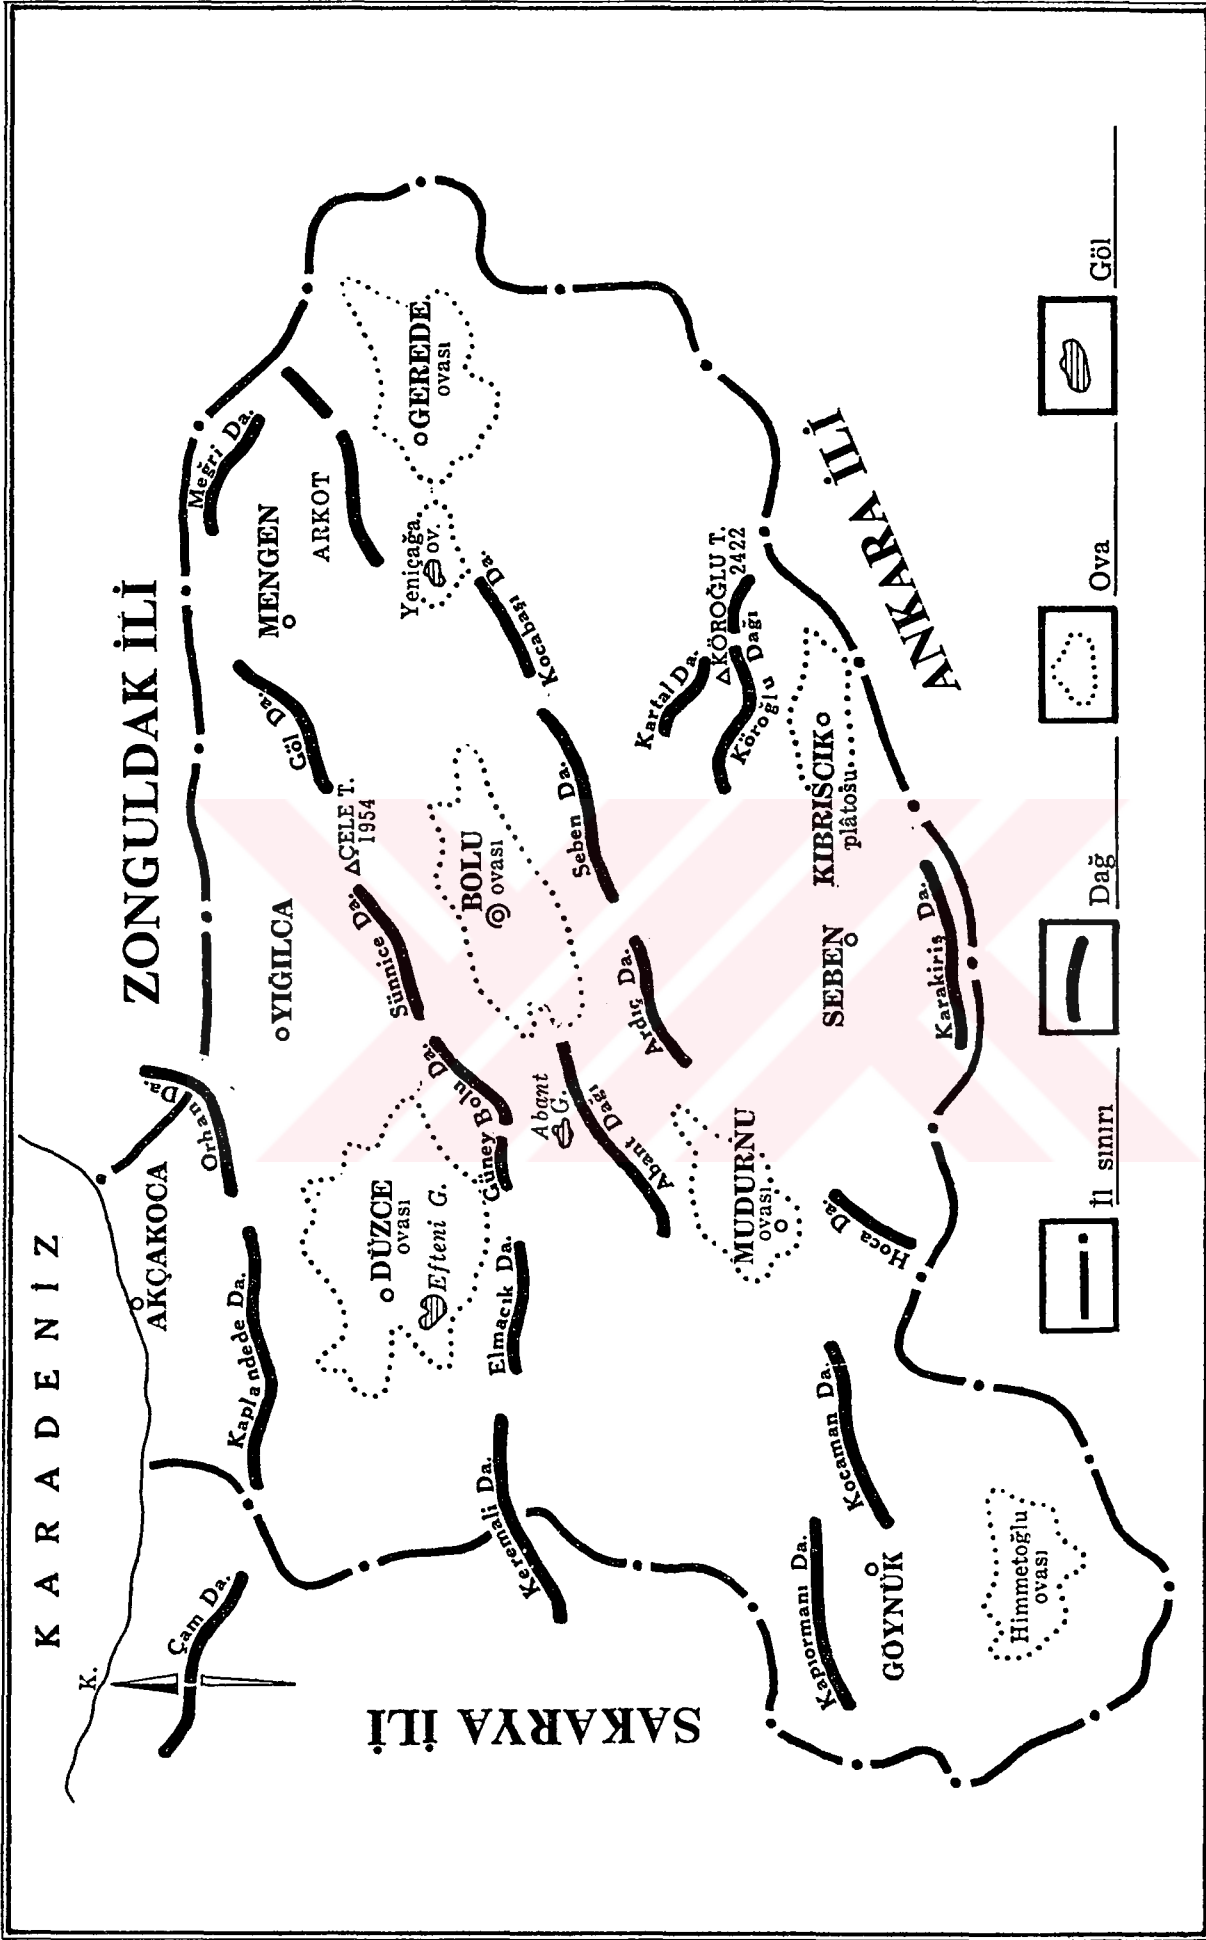 KARADENİZ
ZONGULDAK İLİ
K.
Çam Da.
AKÇAKOCA
Orhan Da.
Kaplandede Da.
Meğri Da.
MENGEN
ARKOT
Göl Da.
YIĞILCA
ÇELE T.
1954
Sünnice Da.
GEREDE
ovası
Yeniçağa
ov.
DÜZCE
ovası
Efteni G.
BOLU
ovası
Güney Bolu Da.
Kocabaşı Da.
Keremali Da.
Elmacık Da.
Abant
G.
Abant Dağı
Seben Da.
Ardıç Da.
Kartal Da.
KÖROĞLU T.
2422
Köroğlu Dağı
SAKARYA İLİ
MUDURNU
ovası
KIBRISCIK
plâtosu
SEBEN
ANKARA İLİ
Hoca Da.
Karakiriş Da.
Kapıormanı Da.
Kocaman Da.
GÖYNÜK
Himmetoğlu
ovası
İl sınırı
Dağ
Ova
Göl